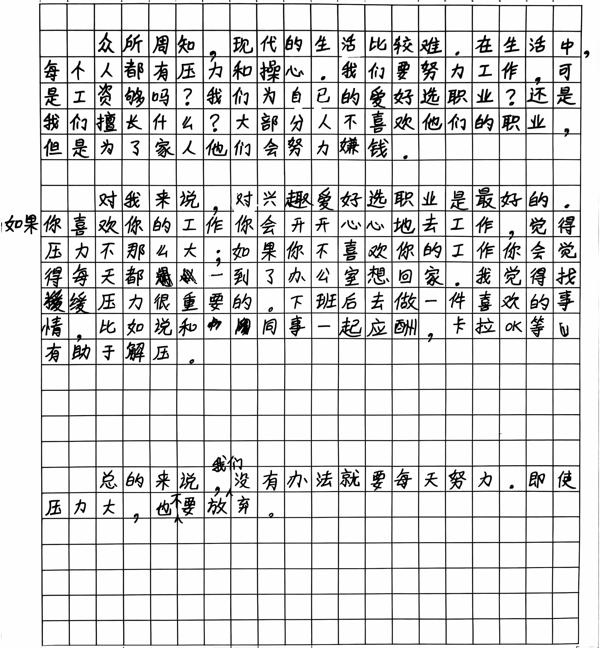 众所周知，现代的生活比较难．在生活中，
每个人都有压力和操心．我们要努力工作，可
是工资够吗？我们为自己的爱好选职业？还是
我们擅长什么？大部分人不喜欢他们的职业，
但是为了家人他们会努力嫌钱．
对我来说，对兴趣爱好选职业是最好的．
如果你喜欢你的工作你会开开心心地去工作，觉得
压力不那么大；如果你不喜欢你的工作你会觉
得每天都一到了办公室想回家．我觉得找
缓压力很重要的．下班后去做一件喜欢的事
情，比如说和同事一起应酬，卡拉OK等
有助于解压。
总的来说，我们没有办法就要每天努力．即使
压力大，也不要放弃。